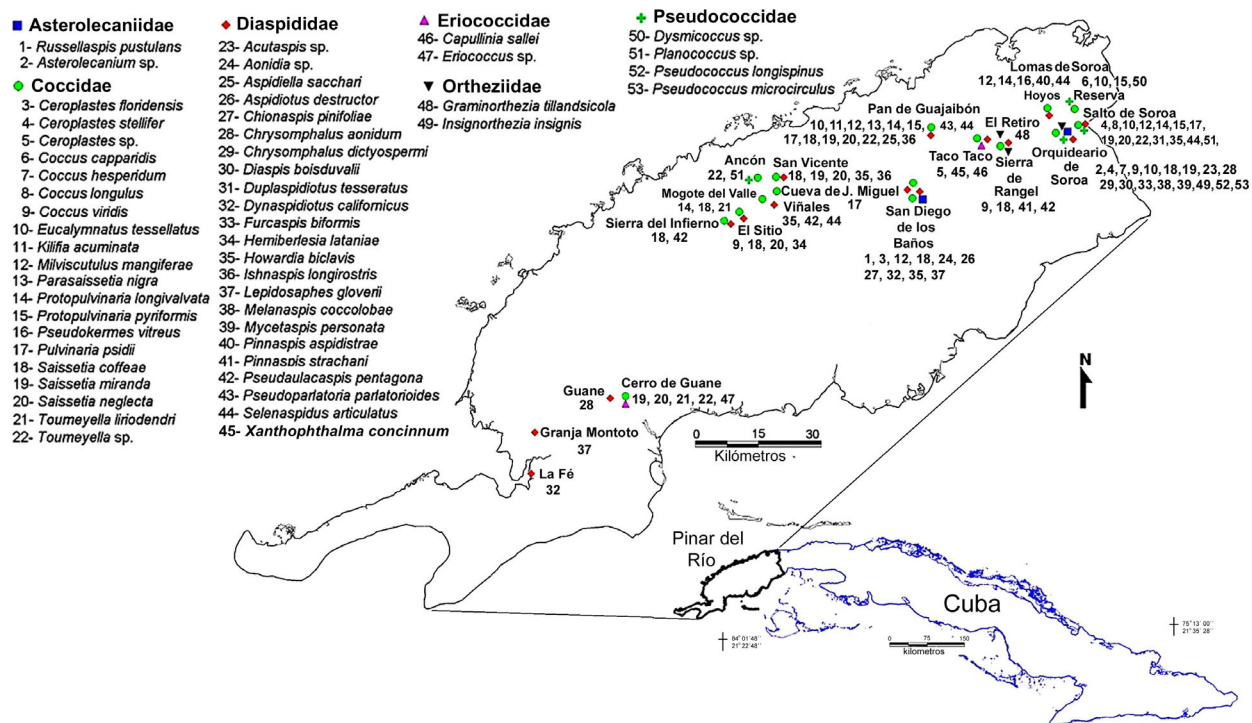 Asterolecaniidae
1- Russellaspis pustulans
2- Asterolecanium sp.
Coccidae
3- Ceroplastes floridensis
4- Ceroplastes stellifer
5- Ceroplastes sp.
6- Coccus capparidis
7- Coccus hesperidum
8- Coccus longulus
9- Coccus viridis
10- Eucalymnatus tessellatus
11- Kilifia acuminata
12- Milviscutulus mangiferae
13- Parasaissetia nigra
14- Protopulvinaria longivalvata
15- Protopulvinaria pyriformis
16- Pseudokermes vitreus
17- Pulvinaria psidii
18- Saissetia coffeae
19- Saissetia miranda
20- Saissetia neglecta
21- Toumeyella liriodendri
22- Toumeyella sp.
Diaspididae
23- Acutaspis sp.
24- Aonidia sp.
25- Aspidiella sacchari
26- Aspidiotus destructor
27- Chionaspis pinifoliae
28- Chrysomphalus aonidum
29- Chrysomphalus dictyospermi
30- Diaspis boisduvalii
31- Duplaspidiotus tesseratus
32- Dynaspidiotus californicus
33- Furcaspis biformis
34- Hemiberlesia lataniae
35- Howardia biclavis
36- Ishnaspis longirostris
37- Lepidosaphes gloverii
38- Melanaspis coccolobae
39- Mycetaspis personata
40- Pinnaspis aspidistrae
41- Pinnaspis strachani
42- Pseudaulacaspis pentagona
43- Pseudoparlatoria parlatorioides
44- Selenaspidus articulatus
45- Xanthophthalma concinnum
Eriococcidae
46- Capullinia sallei
47- Eriococcus sp.
Ortheziidae
48- Graminorthezia tillandsicola
49- Insignorthezia insignis
Pseudococcidae
50- Dysmicoccus sp.
51- Planococcus sp.
52- Pseudococcus longispinus
53- Pseudococcus microcirculus
Lomas de Soroa
12, 14, 16, 40, 44
6, 10, 15, 50
Hoyos
Reserva
Salto de Soroa
4,8,10,12,14,15,17,
19,20,22,31,35,44,51,
Orquideario
de
Soroa
2,4,7,9,10,18,19,23,28
29,30,33,38,39,49,52,53
Pan de Guajaibón
10,11,12,13,14,15, 43, 44
17,18,19,20,22,25,36
El Retiro
48
Taco Taco
5,45,46
Sierra
de
Rangel
9,18,41,42
Ancón
22,51
San Vicente
18, 19, 20, 35, 36
Mogote del Valle
14, 18, 21
Cueva de J. Miguel
17
Viñales
35, 42, 44
Sierra del Infierno
18, 42
El Sitio
9, 18, 20, 34
San Diego
de los
Baños
1, 3, 12, 18, 24, 26
27, 32, 35, 37
Guane
28
Cerro de Guane
19, 20, 21, 22, 47
Granja Montoto
37
La Fé
32
N
0 15 30
Kilómetros
Pinar del
Río
Cuba
84° 01' 48''
21° 22' 48''
0 75 150
kilometros
75° 13' 00''
21° 35' 28''